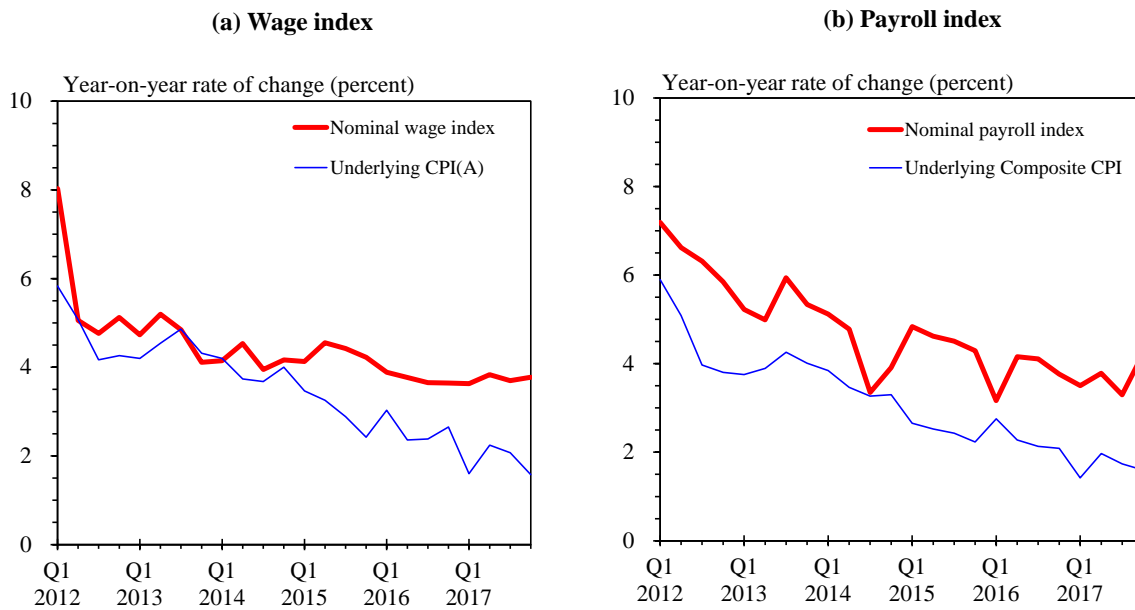 (a) Wage index
Year-on-year rate of change (percent)
10
8
6
4
2
0
Nominal wage index
Underlying CPI(A)
Q1 Q1 Q1 Q1 Q1 Q1
2012 2013 2014 2015 2016 2017
(b) Payroll index
Year-on-year rate of change (percent)
10
8
6
4
2
0
Nominal payroll index
Underlying Composite CPI
Q1 Q1 Q1 Q1 Q1 Q1
2012 2013 2014 2015 2016 2017